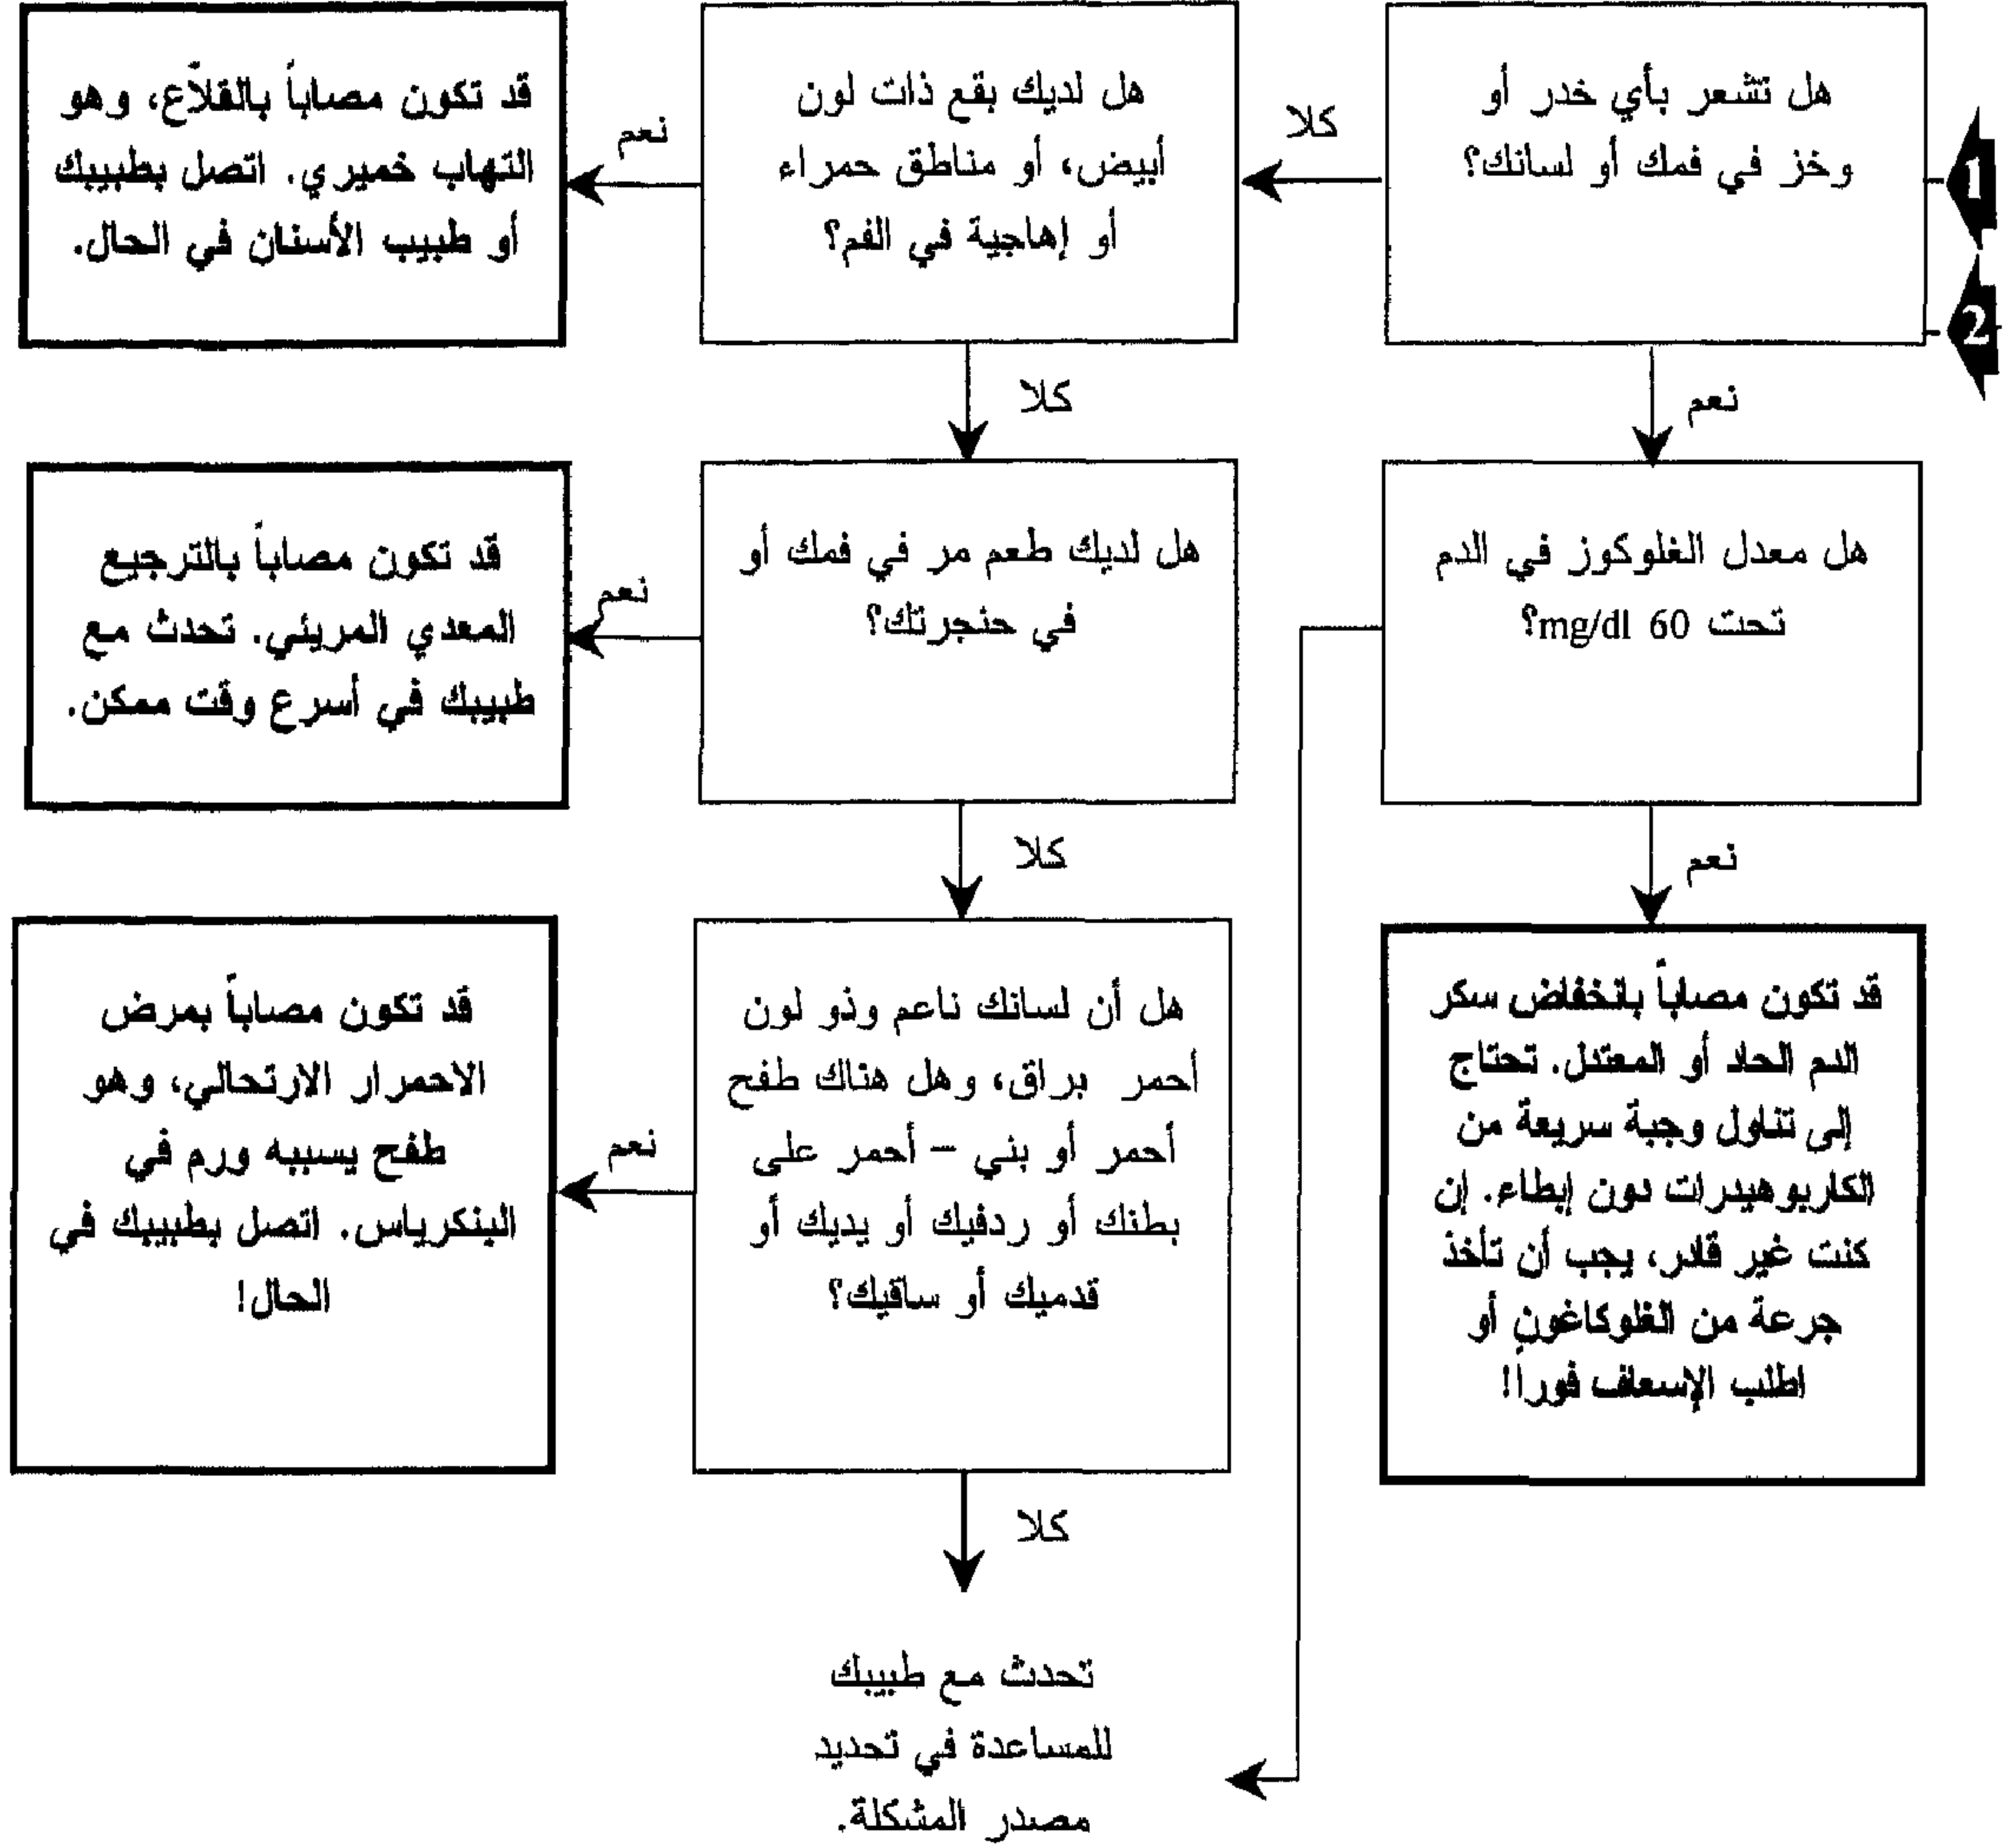 1
2
هل تشعر بأي خدر أو
وخز في فمك أو لسانك؟
كلا
هل لديك بقع ذات لون
أبيض، أو مناطق حمراء
أو إهاجية في الفم؟
نعم
قد تكون مصاباً بالقلاّع، وهو
التهاب خميري. اتصل بطبيبك
أو طبيب الأسنان في الحال.
نعم
كلا
هل معدل الغلوكوز في الدم
تحت 60 mg/dl؟
هل لديك طعم مر في فمك أو
في حنجرتك؟
نعم
قد تكون مصاباً بالترجيع
المعدي المريئي. تحدث مع
طبيبك في أسرع وقت ممكن.
نعم
كلا
قد تكون مصاباً بانخفاض سكر
الدم الحاد أو المعتدل. تحتاج
إلى تناول وجبة سريعة من
الكاربوهيدرات دون إبطاء. إن
كنت غير قادر، يجب أن تأخذ
جرعة من الغلوكاغون أو
اطلب الإسعاف فوراً!
هل أن لسانك ناعم وذو لون
أحمر براق، وهل هناك طفح
أحمر أو بني – أحمر على
بطنك أو ردفيك أو يديك أو
قدميك أو ساقيك؟
نعم
قد تكون مصاباً بمرض
الاحمرار الارتحالي، وهو
طفح يسببه ورم في
البنكرياس. اتصل بطبيبك في
الحال!
كلا
تحدث مع طبيبك
للمساعدة في تحديد
مصدر المشكلة.